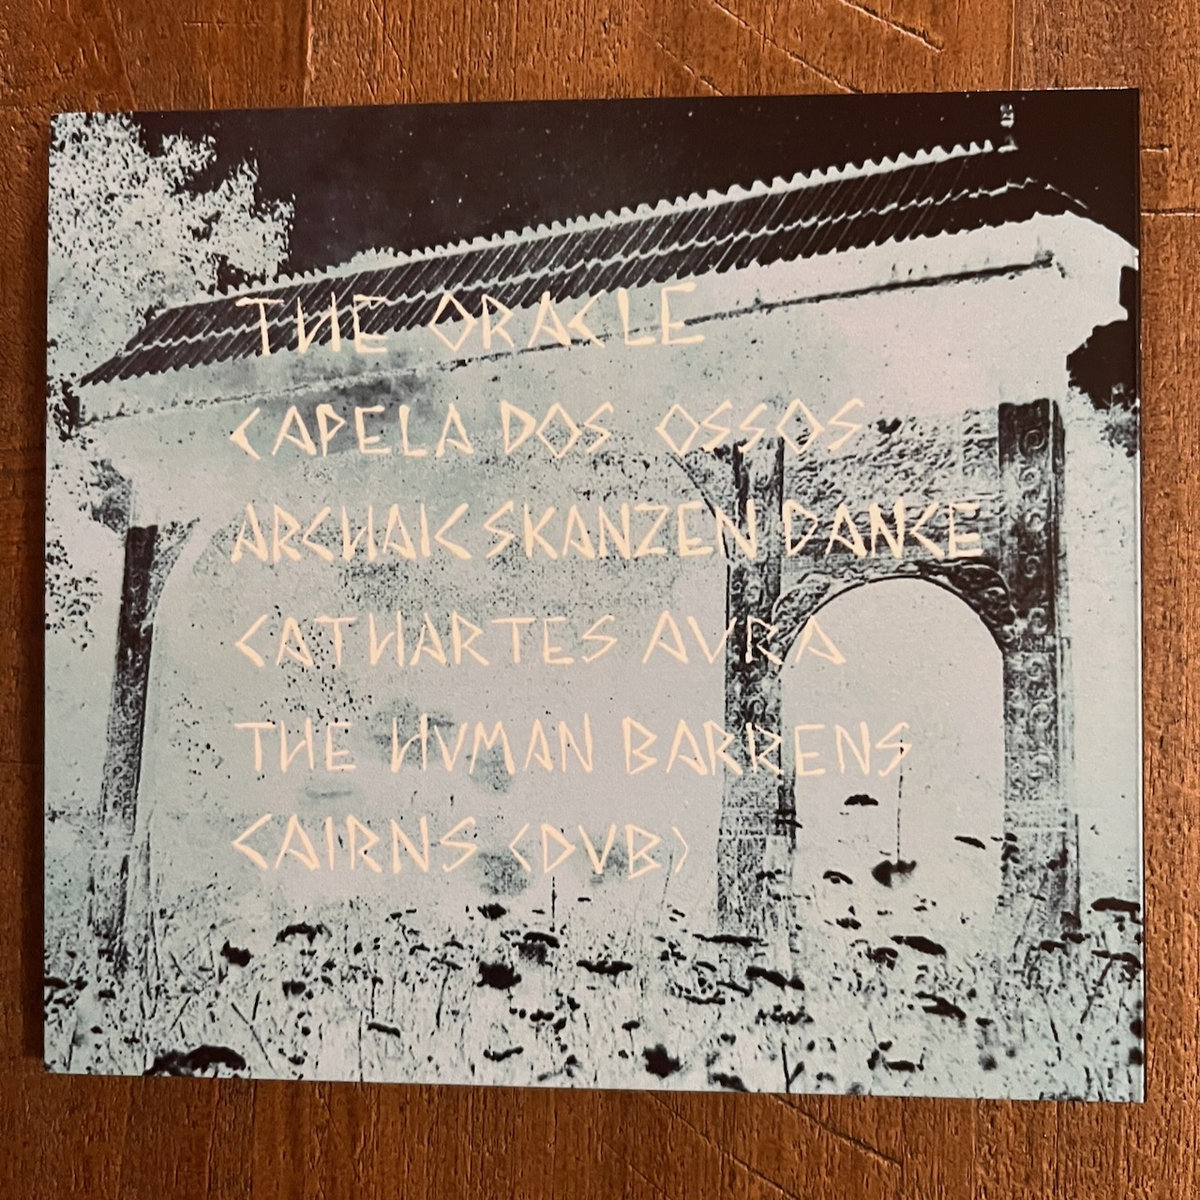 THE ORACLE
CAPELA DOS OSSOS
ARCHAIC SKANZEN DANCE
CATHARTES AVRA
THE HVMAN BARRENS
CAIRNS (DVB)